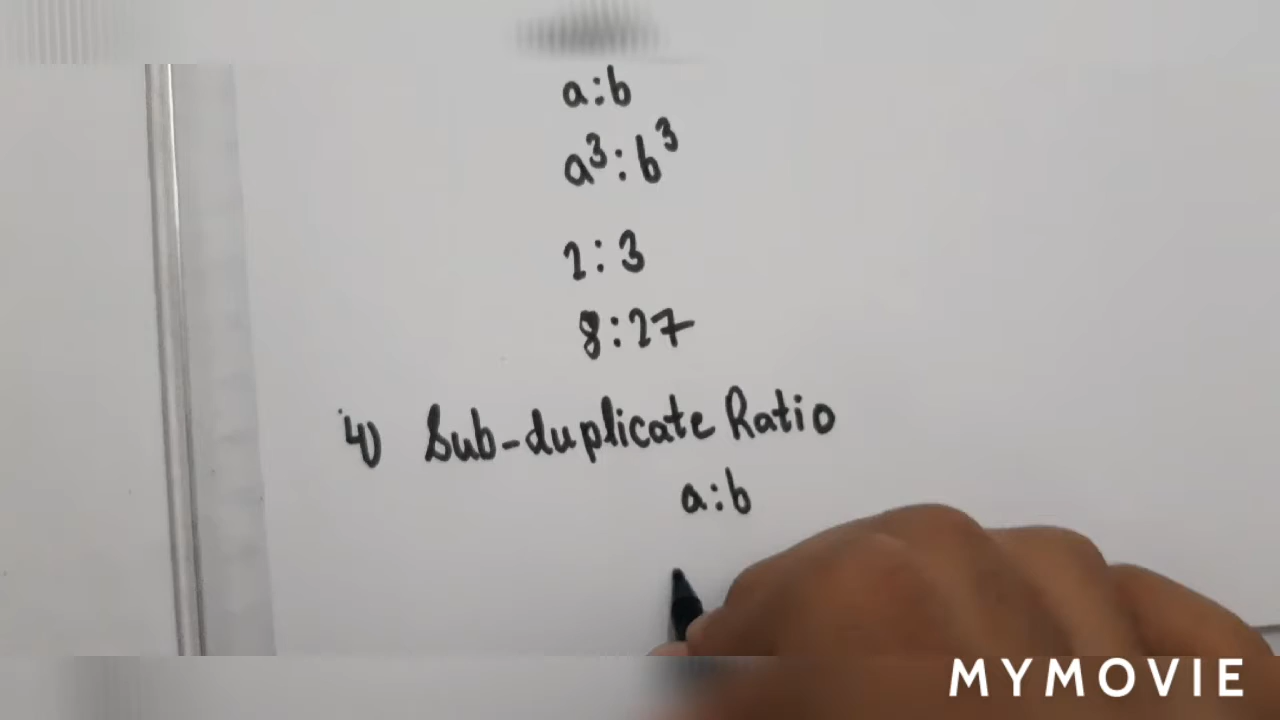 a:b
a³:b³
2:3
8:27
4) Sub-duplicate Ratio
a:b
MYMOVIE